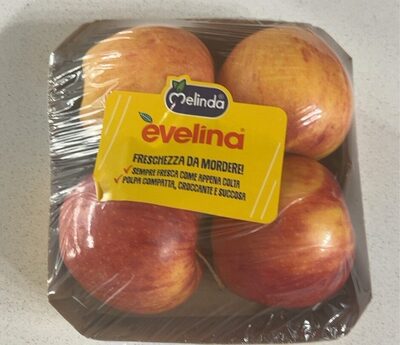 Melinda®
evelina®
FRESCHEZZA DA MORDERE!
SEMPRE FRESCA COME APPENA COLTA
POLPA COMPATTA, CROCCANTE E SUCCOSA